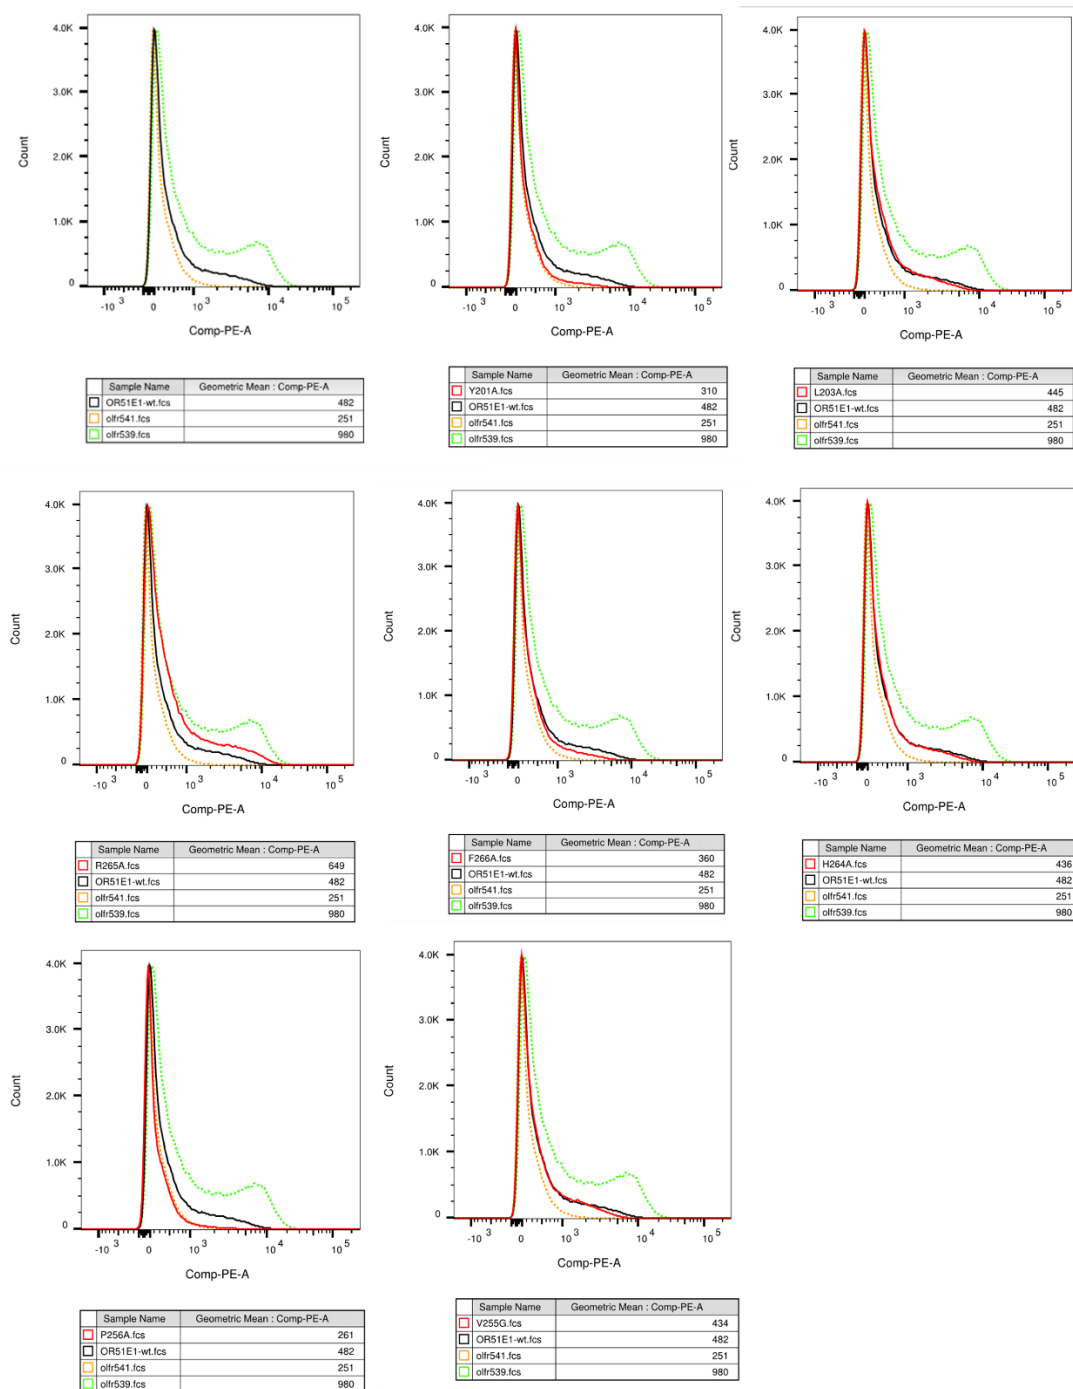 4.0K
3.0K
2.0K
1.0K
0
Count
-10 3 0 10 3 10 4 10 5
Comp-PE-A
Sample Name Geometric Mean : Comp-PE-A
OR51E1-wt.fcs 482
olfr541.fcs 251
olfr539.fcs 980
4.0K
3.0K
2.0K
1.0K
0
Count
-10 3 0 10 3 10 4 10 5
Comp-PE-A
Sample Name Geometric Mean : Comp-PE-A
Y201A.fcs 310
OR51E1-wt.fcs 482
olfr541.fcs 251
olfr539.fcs 980
4.0K
3.0K
2.0K
1.0K
0
Count
-10 3 0 10 3 10 4 10 5
Comp-PE-A
Sample Name Geometric Mean : Comp-PE-A
L203A.fcs 445
OR51E1-wt.fcs 482
olfr541.fcs 251
olfr539.fcs 980
4.0K
3.0K
2.0K
1.0K
0
Count
-10 3 0 10 3 10 4 10 5
Comp-PE-A
Sample Name Geometric Mean : Comp-PE-A
R265A.fcs 649
OR51E1-wt.fcs 482
olfr541.fcs 251
olfr539.fcs 980
4.0K
3.0K
2.0K
1.0K
0
Count
-10 3 0 10 3 10 4 10 5
Comp-PE-A
Sample Name Geometric Mean : Comp-PE-A
F266A.fcs 360
OR51E1-wt.fcs 482
olfr541.fcs 251
olfr539.fcs 980
4.0K
3.0K
2.0K
1.0K
0
Count
-10 3 0 10 3 10 4 10 5
Comp-PE-A
Sample Name Geometric Mean : Comp-PE-A
H264A.fcs 436
OR51E1-wt.fcs 482
olfr541.fcs 251
olfr539.fcs 980
4.0K
3.0K
2.0K
1.0K
0
Count
-10 3 0 10 3 10 4 10 5
Comp-PE-A
Sample Name Geometric Mean : Comp-PE-A
P256A.fcs 261
OR51E1-wt.fcs 482
olfr541.fcs 251
olfr539.fcs 980
4.0K
3.0K
2.0K
1.0K
0
Count
-10 3 0 10 3 10 4 10 5
Comp-PE-A
Sample Name Geometric Mean : Comp-PE-A
V255G.fcs 434
OR51E1-wt.fcs 482
olfr541.fcs 251
olfr539.fcs 980